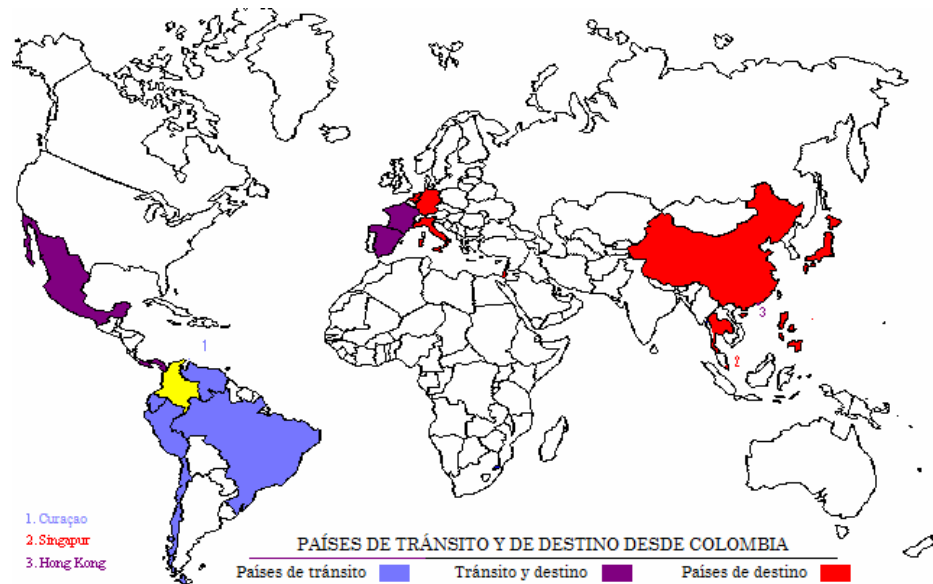 1
3
2
1. Curaçao
2. Singapur
3. Hong Kong
PAÍSES DE TRÁNSITO Y DE DESTINO DESDE COLOMBIA
Países de tránsito Tránsito y destino Países de destino